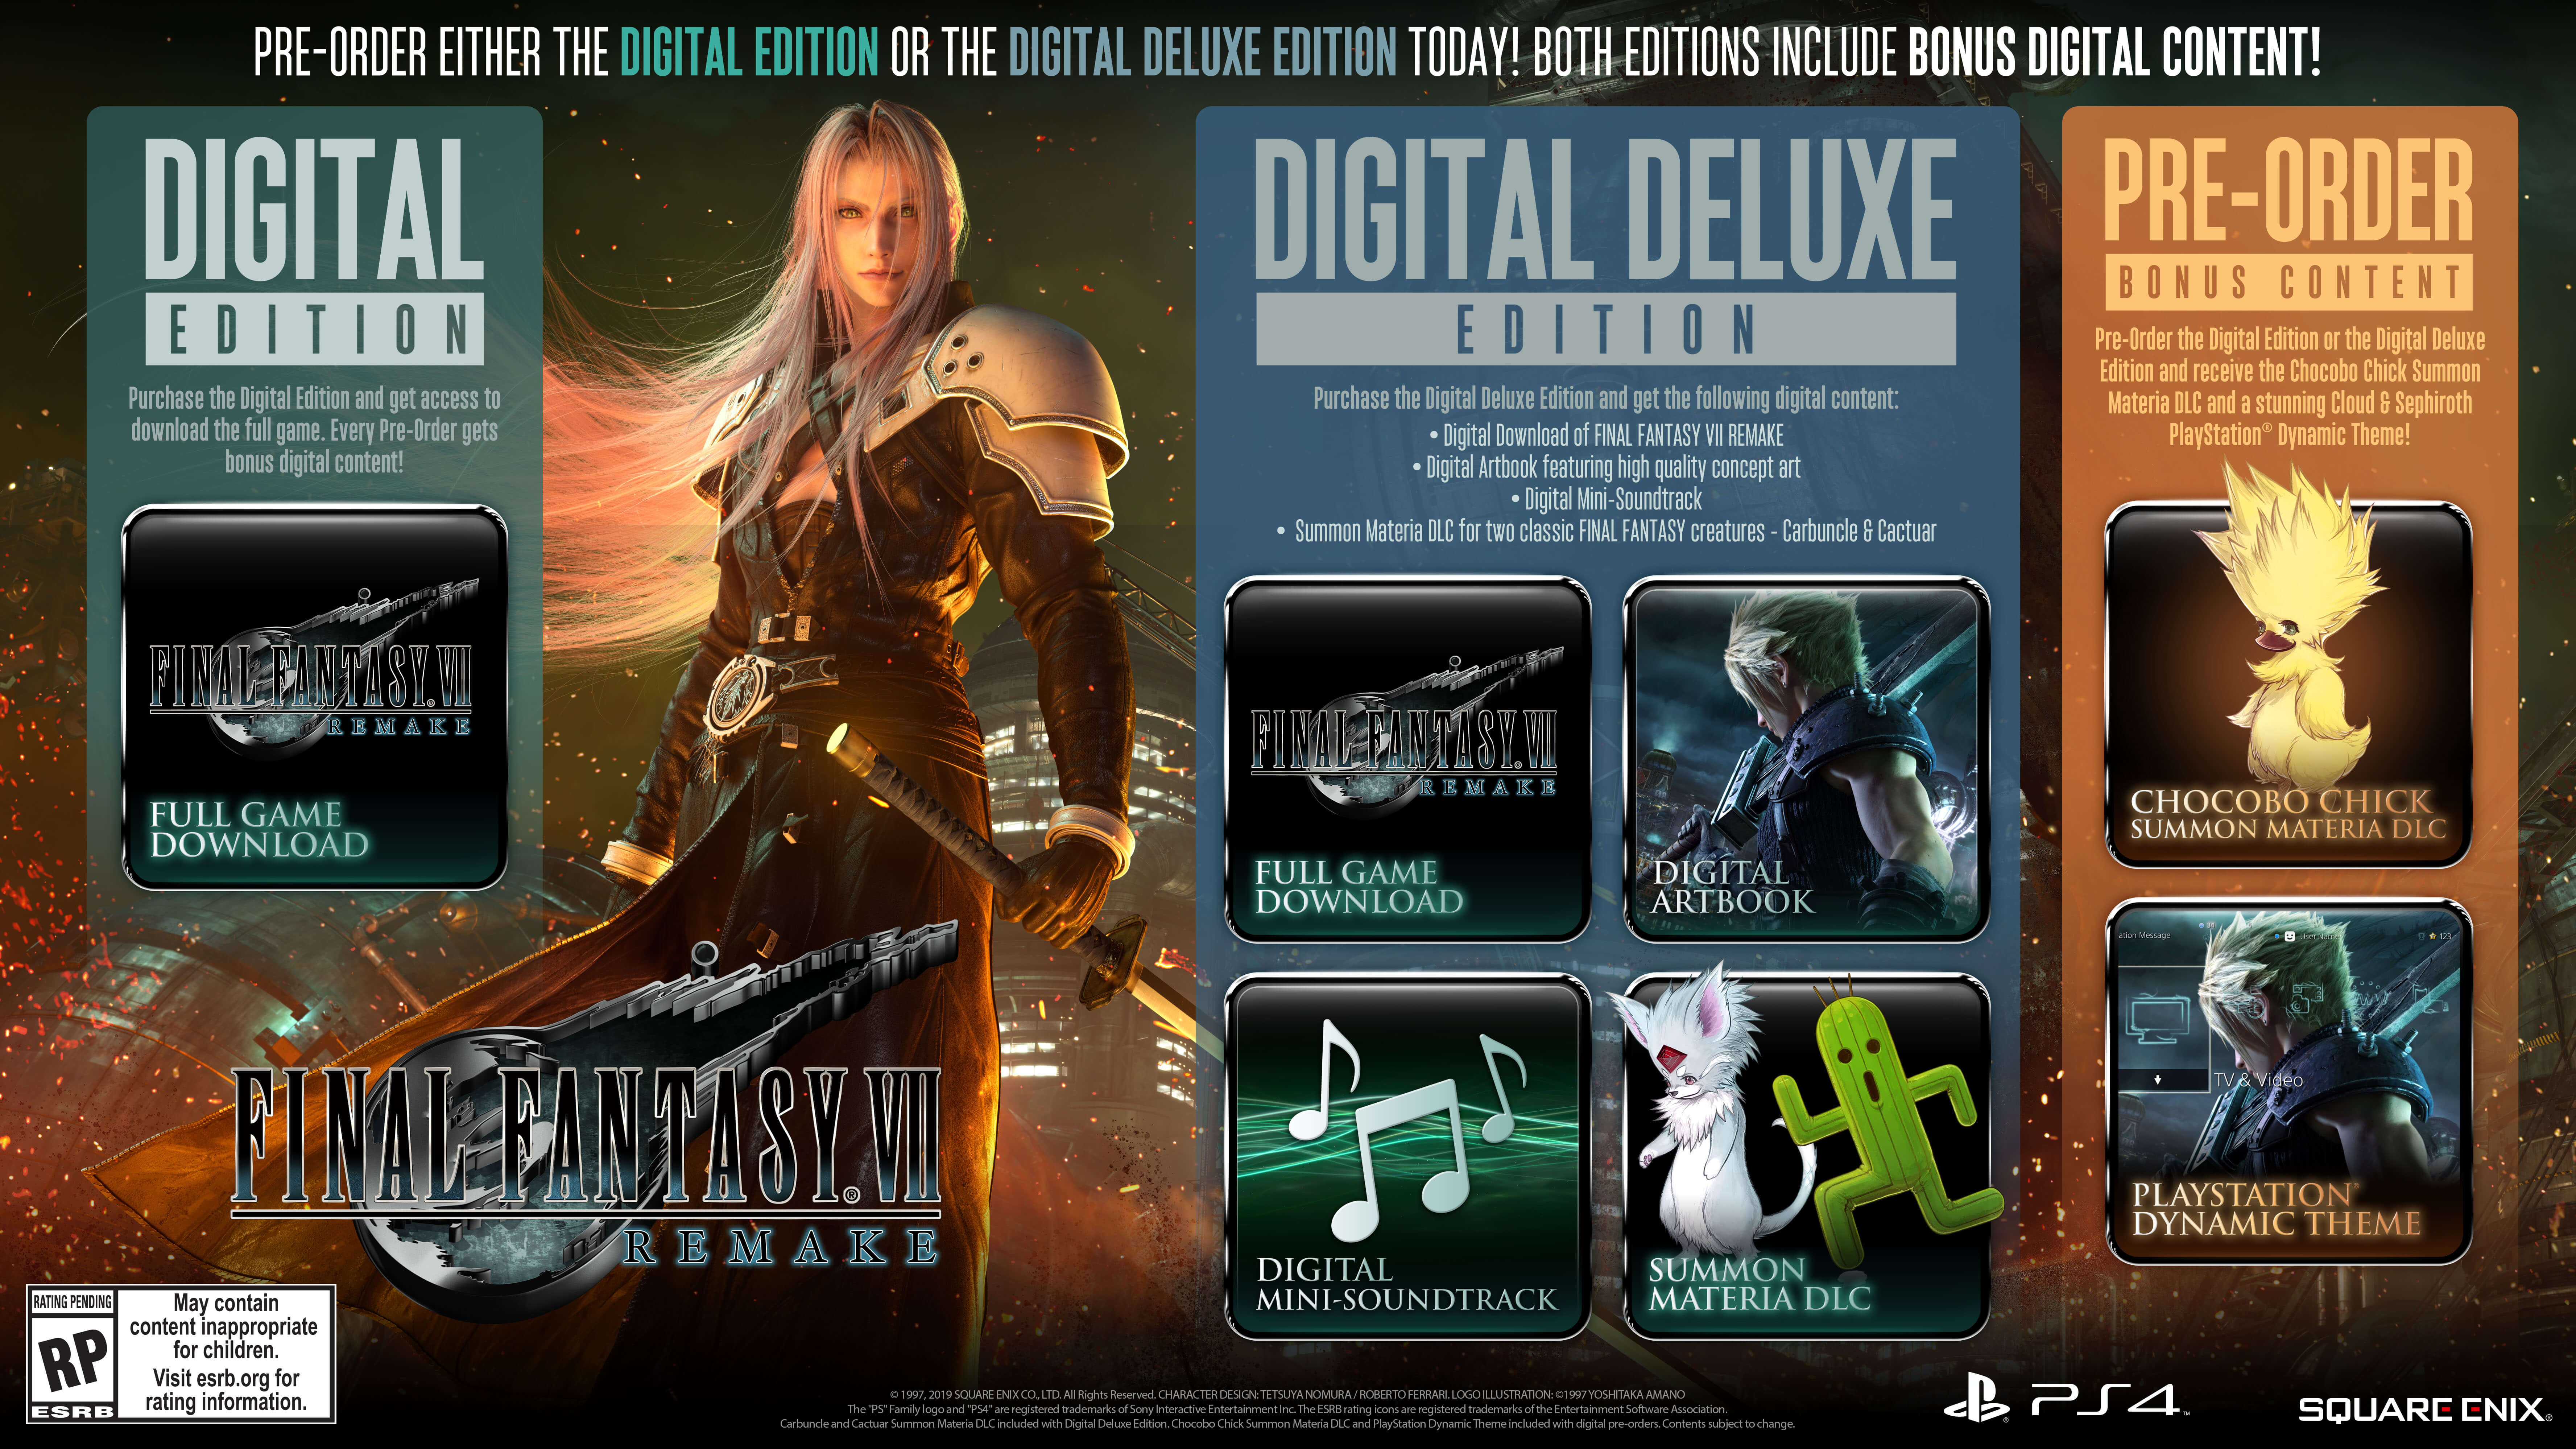 PRE-ORDER EITHER THE DIGITAL EDITION OR THE DIGITAL DELUXE EDITION TODAY! BOTH EDITIONS INCLUDE BONUS DIGITAL CONTENT!
DIGITAL
EDITION
Purchase the Digital Edition and get access to
download the full game. Every Pre-Order gets
bonus digital content!
FINAL FANTASY® VII
REMAKE
FULL GAME
DOWNLOAD
FINAL FANTASY® VII
REMAKE
DIGITAL DELUXE
EDITION
Purchase the Digital Deluxe Edition and get the following digital content:
• Digital Download of FINAL FANTASY VII REMAKE
• Digital Artbook featuring high quality concept art
• Digital Mini-Soundtrack
• Summon Materia DLC for two classic FINAL FANTASY creatures - Carbuncle & Cactuar
FINAL FANTASY® VII
REMAKE
FULL GAME
DOWNLOAD
DIGITAL
ARTBOOK
DIGITAL
MINI-SOUNDTRACK
SUMMON
MATERIA DLC
PRE-ORDER
BONUS CONTENT
Pre-Order the Digital Edition or the Digital Deluxe
Edition and receive the Chocobo Chick Summon
Materia DLC and a stunning Cloud & Sephiroth
PlayStation® Dynamic Theme!
CHOCOBO CHICK
SUMMON MATERIA DLC
ation Message
User Name
123
TV & Video
PLAYSTATION®
DYNAMIC THEME
RATING PENDING
RP
ESRB
May contain
content inappropriate
for children.
Visit esrb.org for
rating information.
© 1997, 2019 SQUARE ENIX CO., LTD. All Rights Reserved. CHARACTER DESIGN: TETSUYA NOMURA / ROBERTO FERRARI. LOGO ILLUSTRATION: ©1997 YOSHITAKA AMANO
The "PS" Family logo and "PS4" are registered trademarks of Sony Interactive Entertainment Inc. The ESRB rating icons are registered trademarks of the Entertainment Software Association.
Carbuncle and Cactuar Summon Materia DLC included with Digital Deluxe Edition. Chocobo Chick Summon Materia DLC and PlayStation Dynamic Theme included with digital pre-orders. Contents subject to change.
PS4™
SQUARE ENIX®